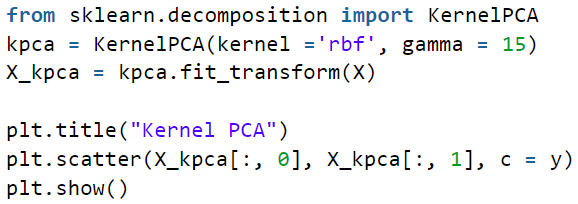 from sklearn.decomposition import KernelPCA
kpca = KernelPCA(kernel ='rbf', gamma = 15)
X_kpca = kpca.fit_transform(X)
plt.title("Kernel PCA")
plt.scatter(X_kpca[:, 0], X_kpca[:, 1], c = y)
plt.show()